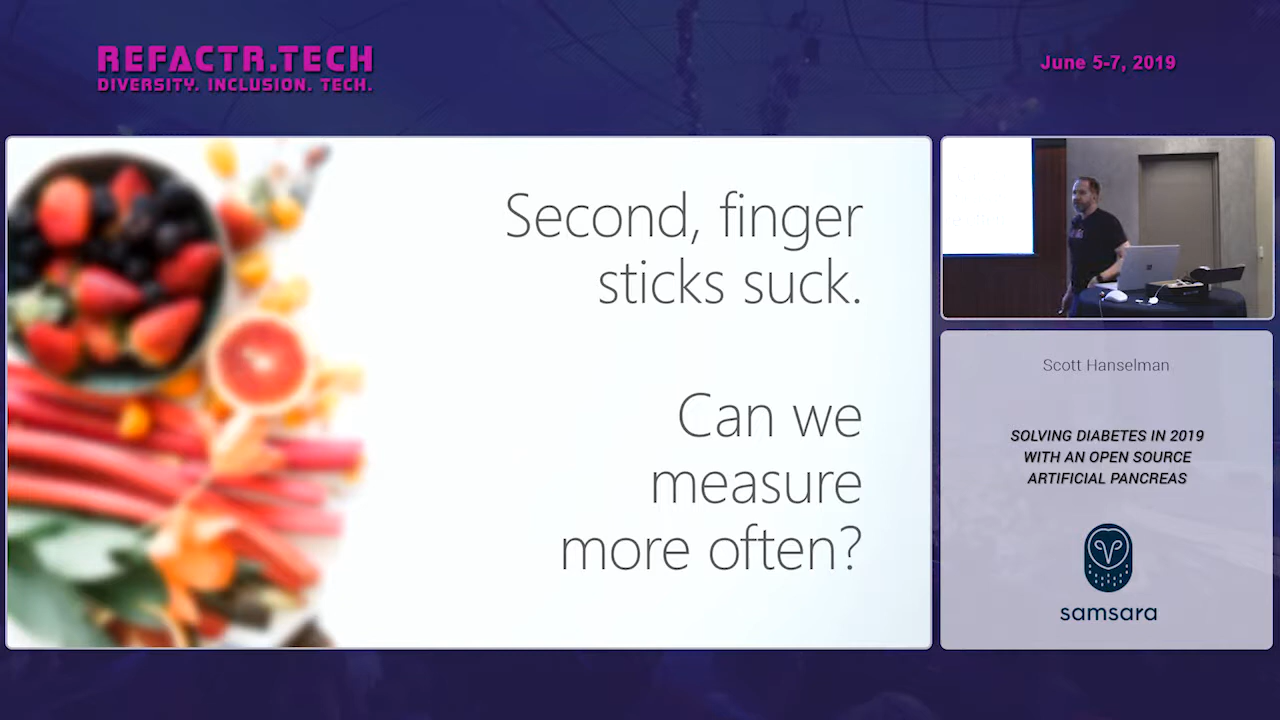 REFACTR.TECH
DIVERSITY. INCLUSION. TECH.
June 5-7, 2019
Second, finger
sticks suck.
Can we
measure
more often?
Scott Hanselman
SOLVING DIABETES IN 2019
WITH AN OPEN SOURCE
ARTIFICIAL PANCREAS
samsara